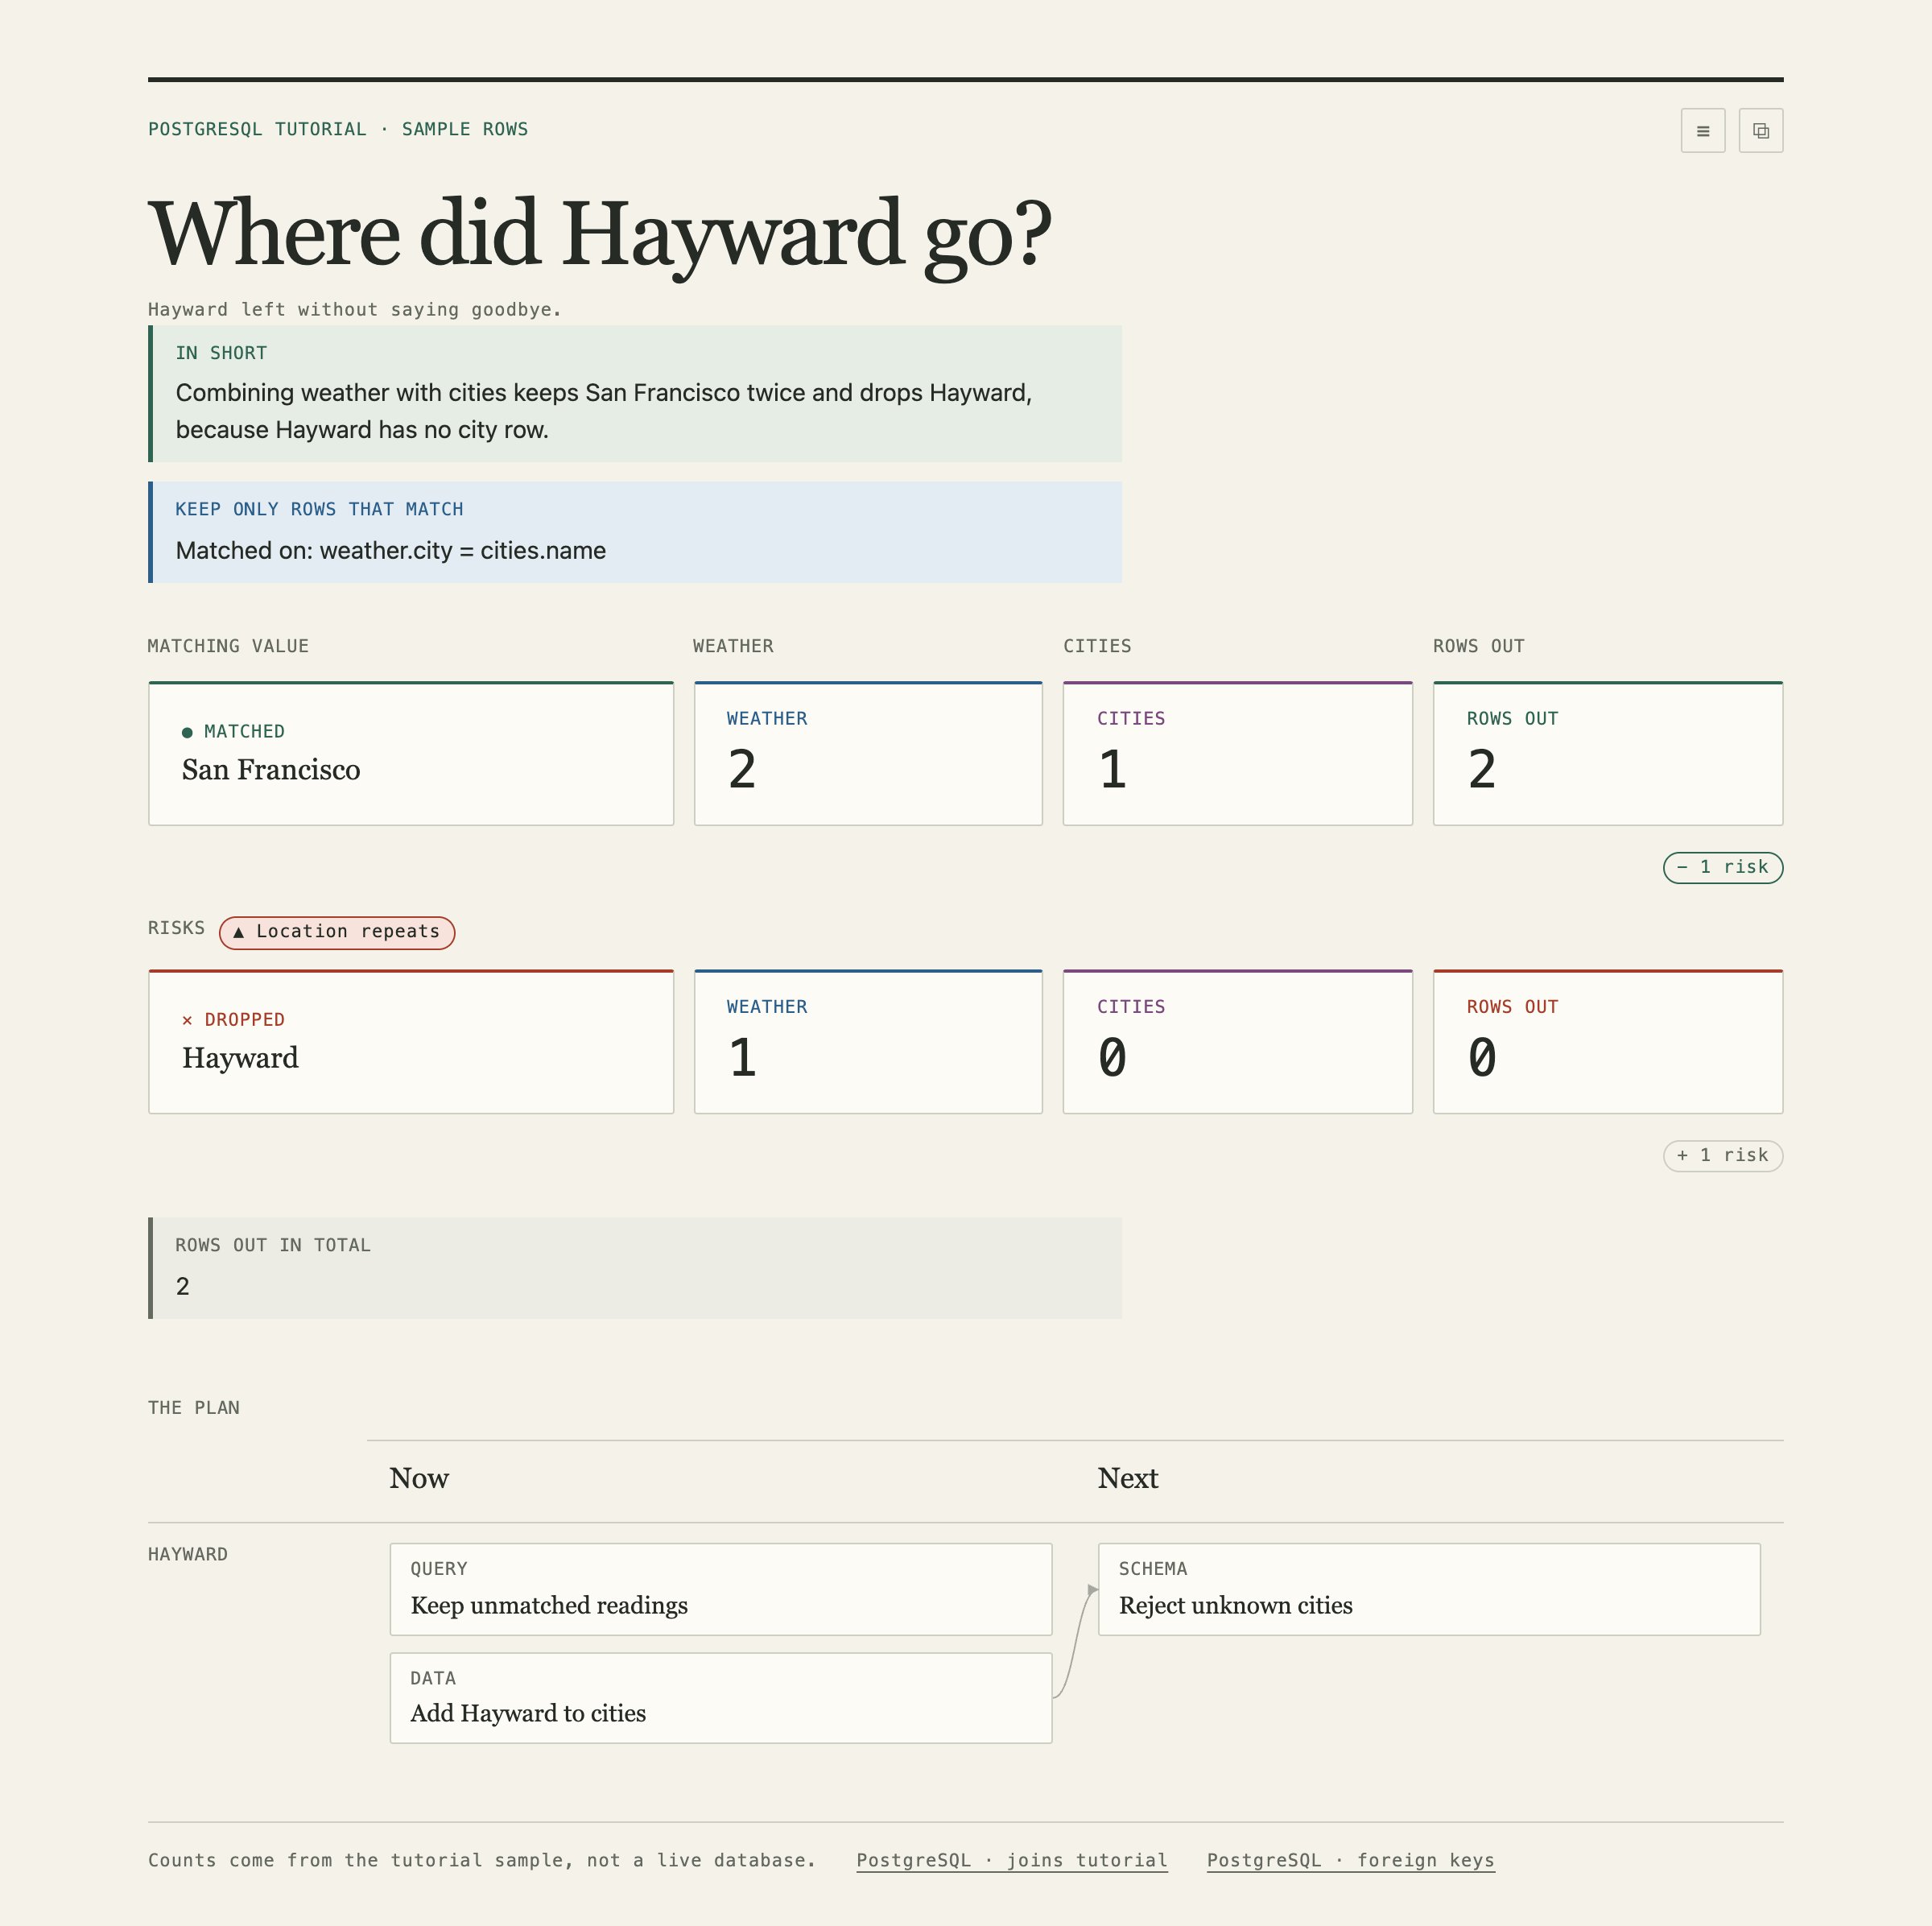 POSTGRESQL TUTORIAL · SAMPLE ROWS
Where did Hayward go?
Hayward left without saying goodbye.
IN SHORT
Combining weather with cities keeps San Francisco twice and drops Hayward,
because Hayward has no city row.
KEEP ONLY ROWS THAT MATCH
Matched on: weather.city = cities.name
MATCHING VALUE WEATHER CITIES ROWS OUT
● MATCHED
San Francisco
WEATHER
2
CITIES
1
ROWS OUT
2
− 1 risk
RISKS ▲ Location repeats
× DROPPED
Hayward
WEATHER
1
CITIES
0
ROWS OUT
0
+ 1 risk
ROWS OUT IN TOTAL
2
THE PLAN
Now Next
HAYWARD
QUERY
Keep unmatched readings
DATA
Add Hayward to cities
SCHEMA
Reject unknown cities
Counts come from the tutorial sample, not a live database. PostgreSQL · joins tutorial PostgreSQL · foreign keys